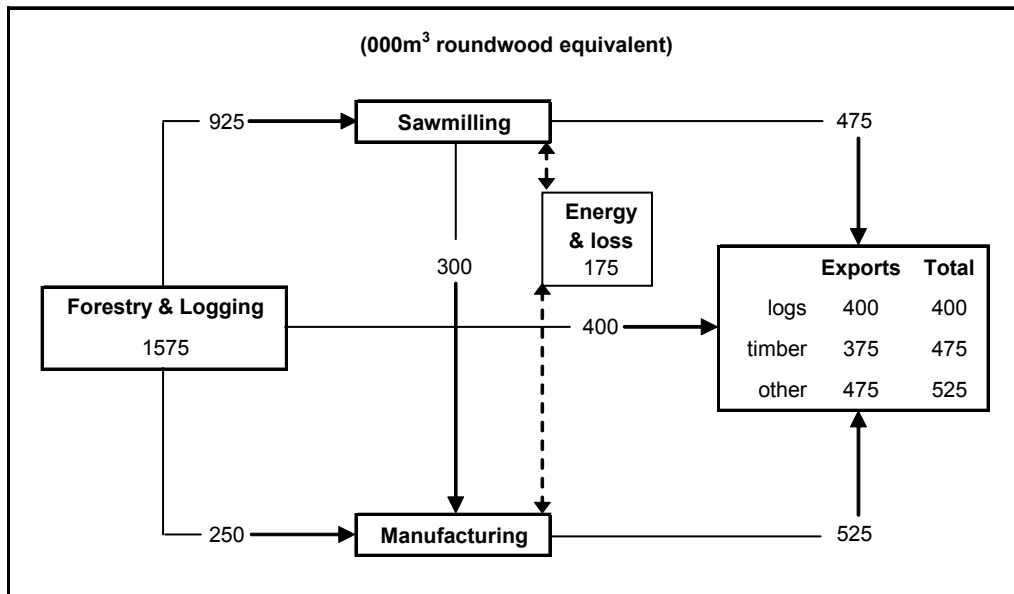 (000m³ roundwood equivalent)
925
Sawmilling
475
Energy
& loss
175
300
Exports Total
logs 400 400
timber 375 475
other 475 525
Forestry & Logging
1575
400
250
Manufacturing
525